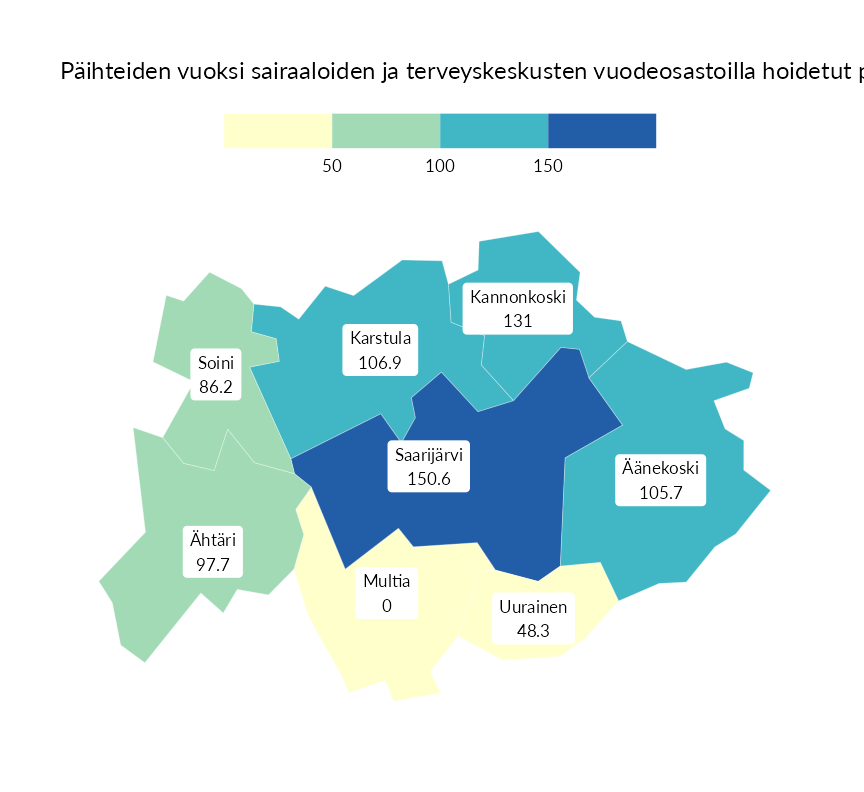 Päihteiden vuoksi sairaaloiden ja terveyskeskusten vuodeosastoilla hoidetut
50 100 150
Kannonkoski
131
Karstula
106.9
Soini
86.2
Saarijärvi
150.6
Äänekoski
105.7
Ähtäri
97.7
Multia
0
Uurainen
48.3